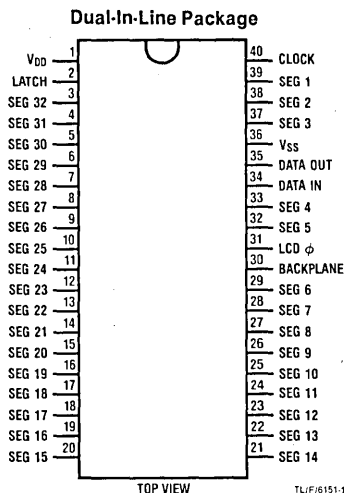 Dual-In-Line Package
VDD 1 40 CLOCK
LATCH 2 39 SEG 1
SEG 32 3 38 SEG 2
SEG 31 4 37 SEG 3
SEG 30 5 36 VSS
SEG 29 6 35 DATA OUT
SEG 28 7 34 DATA IN
SEG 27 8 33 SEG 4
SEG 26 9 32 SEG 5
SEG 25 10 31 LCD ϕ
SEG 24 11 30 BACKPLANE
SEG 23 12 29 SEG 6
SEG 22 13 28 SEG 7
SEG 21 14 27 SEG 8
SEG 20 15 26 SEG 9
SEG 19 16 25 SEG 10
SEG 18 17 24 SEG 11
SEG 17 18 23 SEG 12
SEG 16 19 22 SEG 13
SEG 15 20 21 SEG 14
TOP VIEW
TL/F/6151-1